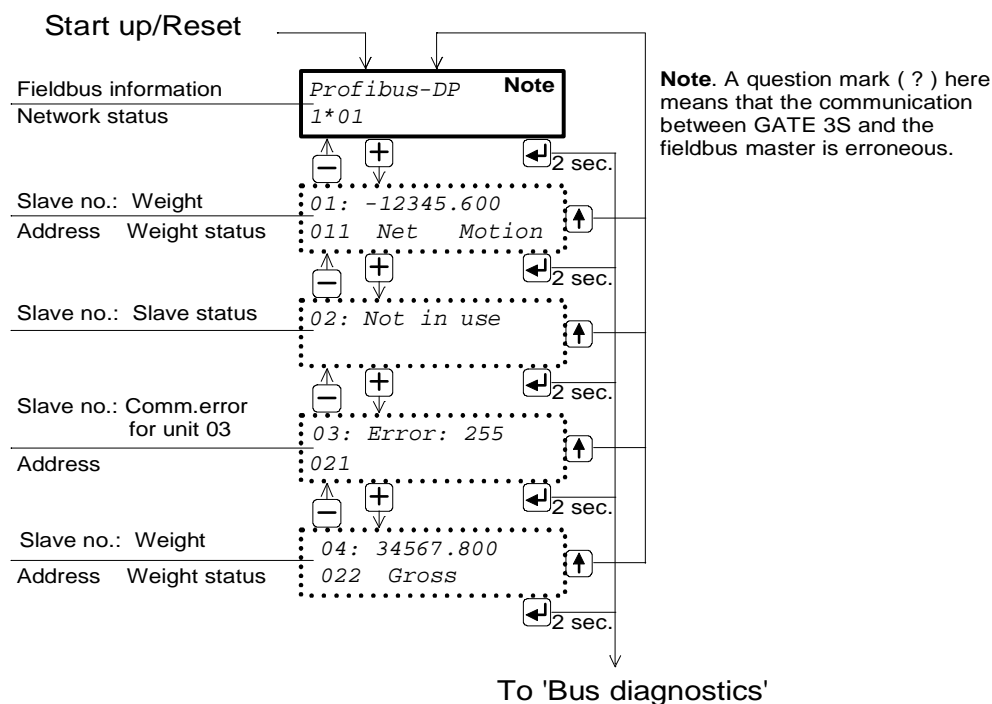 Start up/Reset
Fieldbus information
Network status
Profibus-DP Note
1*01
Note. A question mark ( ? ) here
means that the communication
between GATE 3S and the
fieldbus master is erroneous.
− + 2 sec.
Slave no.: Weight
Address Weight status
01: -12345.600
011 Net Motion
− + 2 sec.
Slave no.: Slave status
02: Not in use
− + 2 sec.
Slave no.: Comm.error
for unit 03
Address
03: Error: 255
021
− + 2 sec.
Slave no.: Weight
Address Weight status
04: 34567.800
022 Gross
2 sec.
To 'Bus diagnostics'